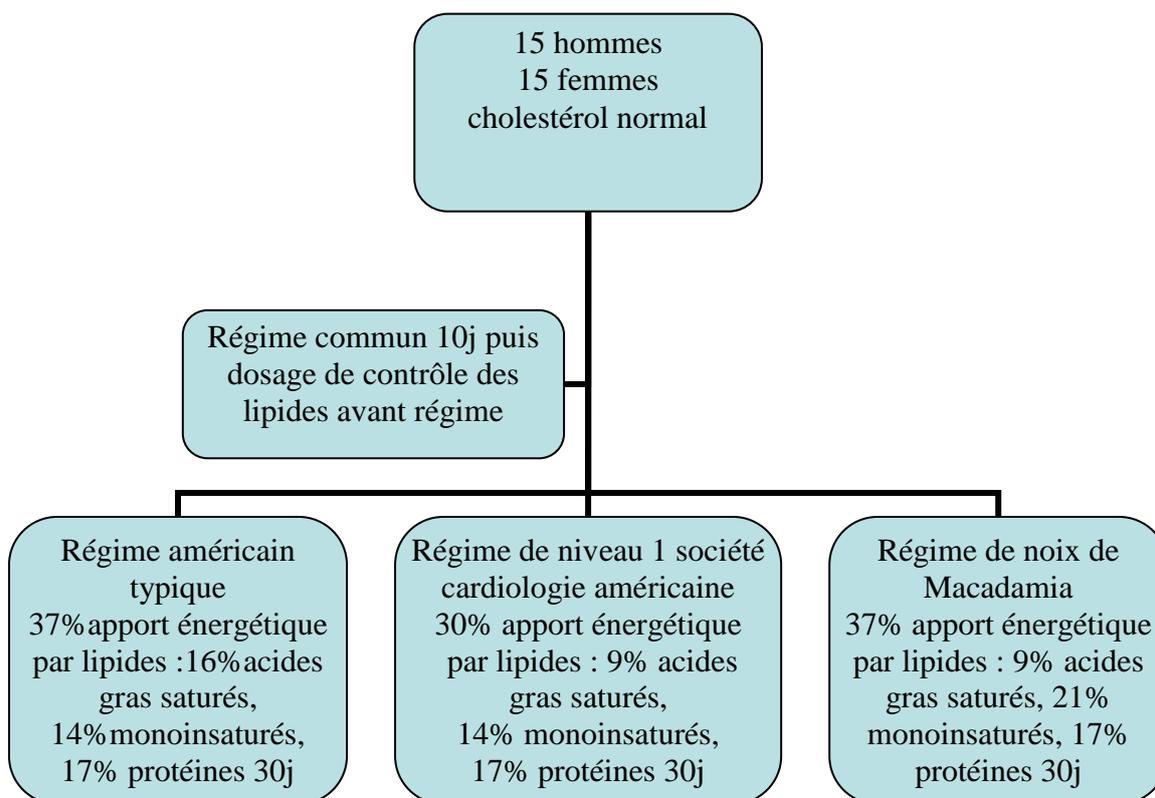 15 hommes
15 femmes
cholestérol normal
Régime commun 10j puis
dosage de contrôle des
lipides avant régime
Régime américain
typique
37%apport énergétique
par lipides :16%acides
gras saturés,
14%monoinsaturés,
17% protéines 30j
Régime de niveau 1 société
cardiologie américaine
30% apport énergétique
par lipides : 9% acides
gras saturés,
14% monoinsaturés,
17% protéines 30j
Régime de noix de
Macadamia
37% apport énergétique
par lipides : 9% acides
gras saturés, 21%
monoinsaturés, 17%
protéines 30j